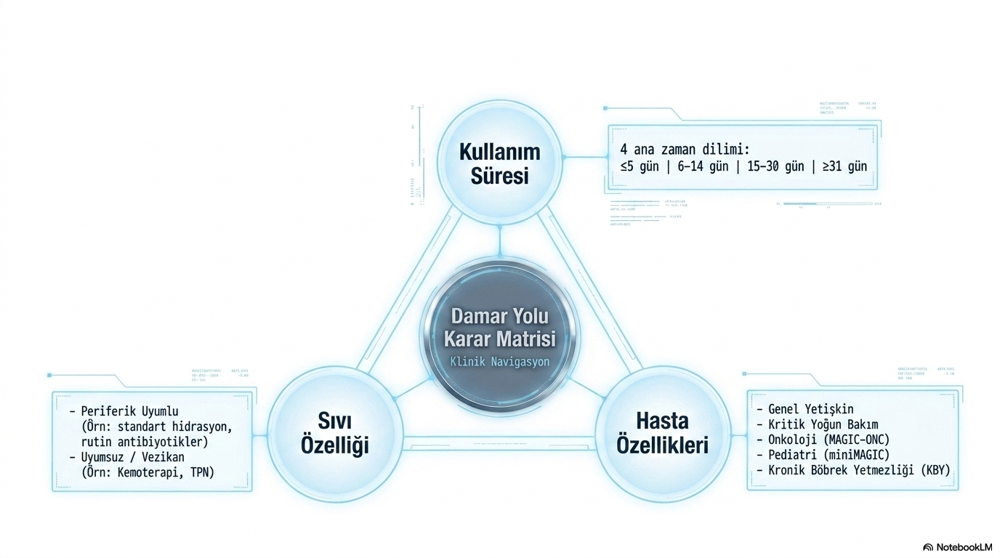 Kullanım
Süresi
4 ana zaman dilimi:
≤5 gün | 6–14 gün | 15–30 gün | ≥31 gün
Damar Yolu
Karar Matrisi
Klinik Navigasyon
Sıvı
Özelliği
– Periferik Uyumlu
(Örn: standart hidrasyon,
rutin antibiyotikler)
– Uyumsuz / Vezikan
(Örn: Kemoterapi, TPN)
Hasta
Özellikleri
– Genel Yetişkin
– Kritik Yoğun Bakım
– Onkoloji (MAGIC–ONC)
– Pediatri (miniMAGIC)
– Kronik Böbrek Yetmezliği (KBY)
NotebookLM